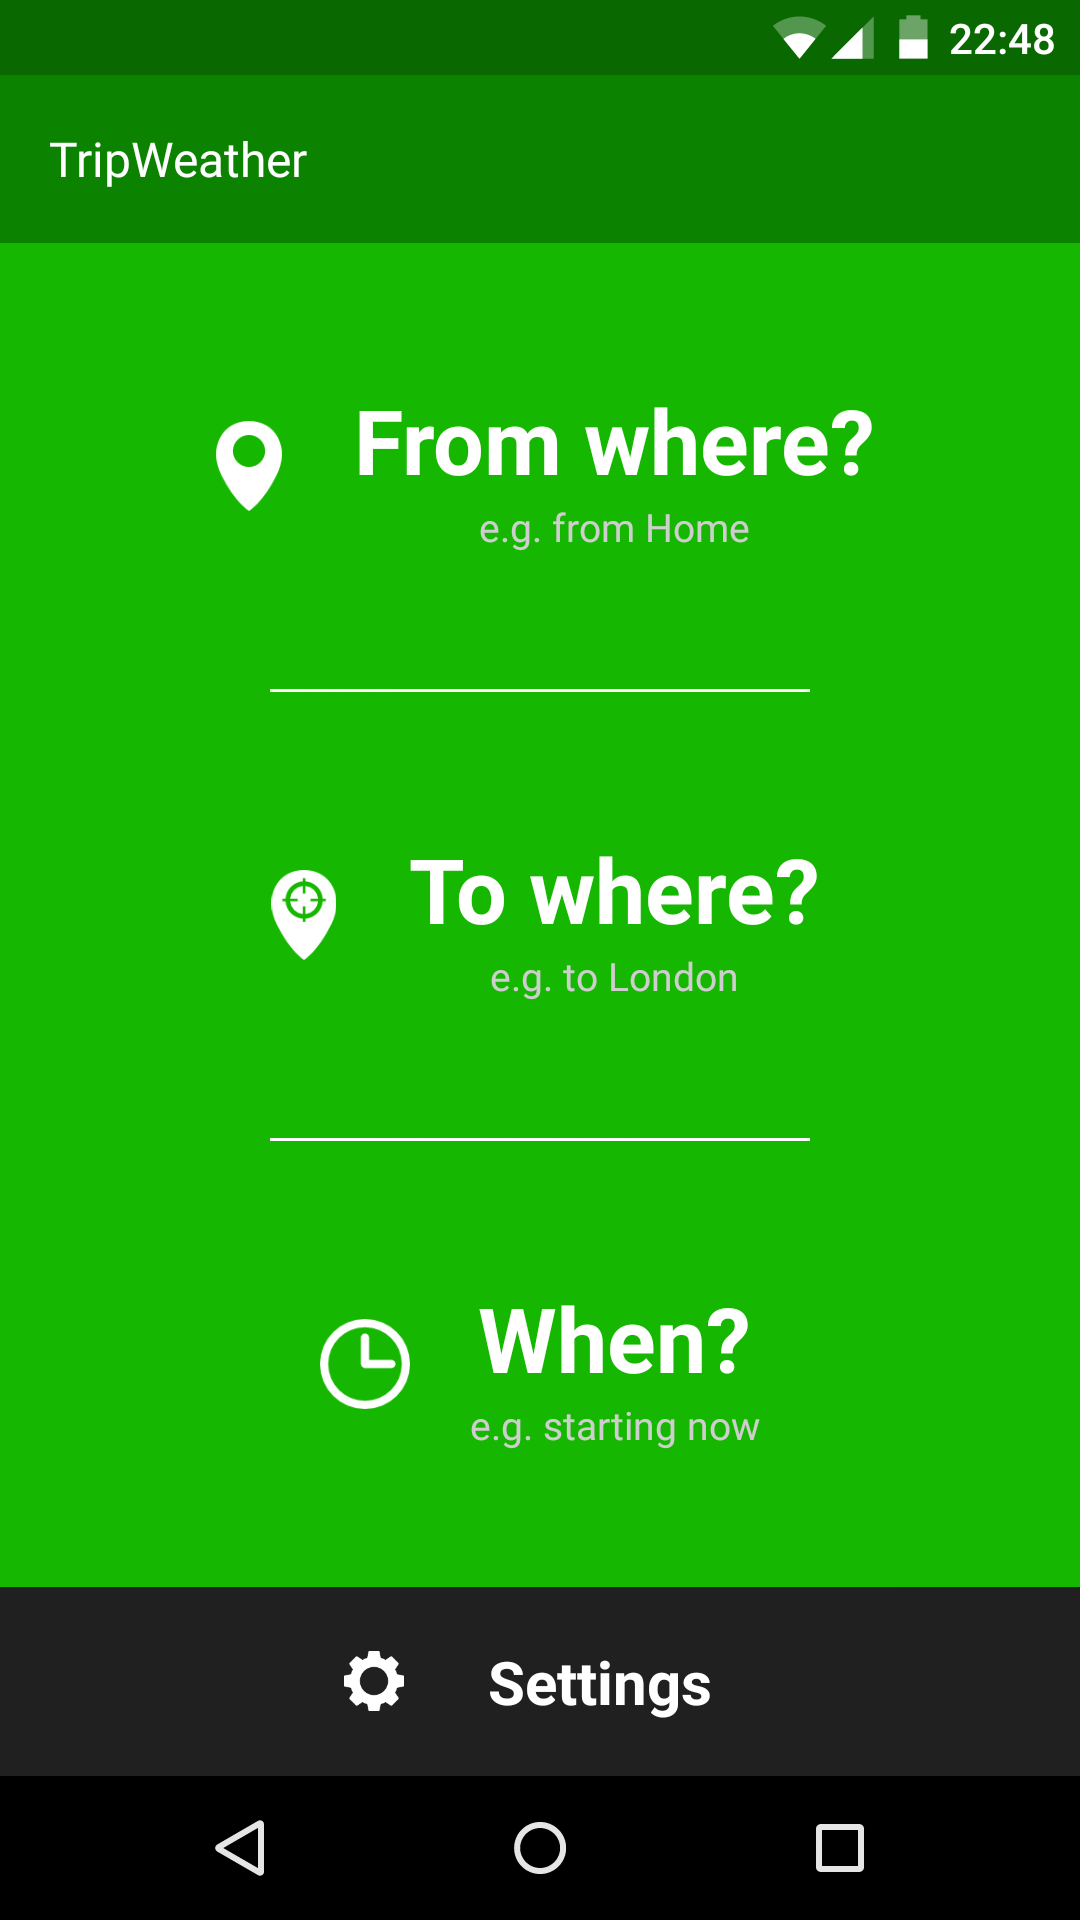 22:48
TripWeather
From where?
e.g. from Home
To where?
e.g. to London
When?
e.g. starting now
Settings